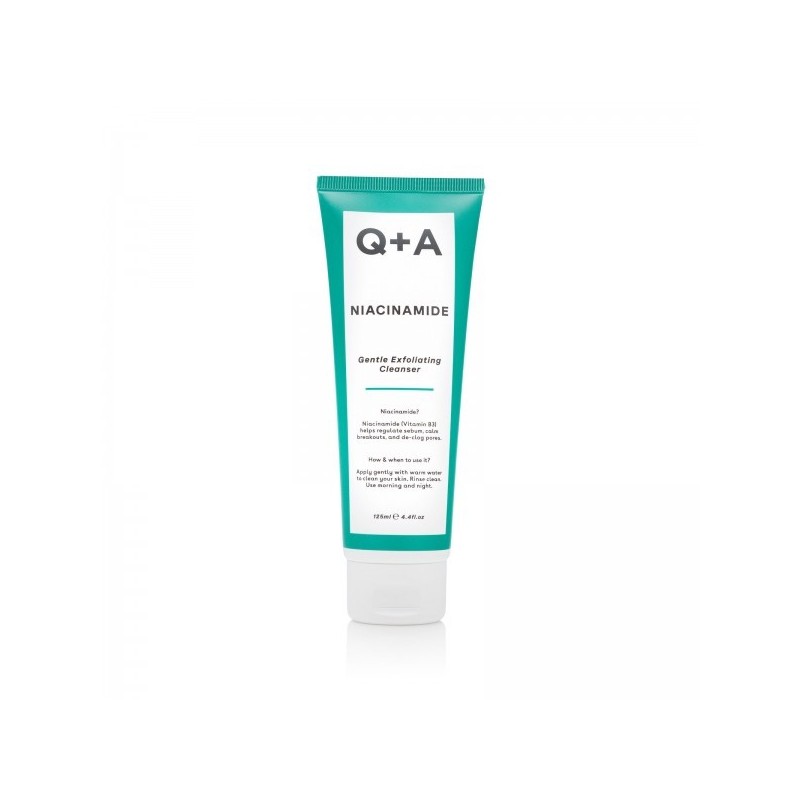 Q+A
NIACINAMIDE
Gentle Exfoliating
Cleanser
Niacinamide?
Niacinamide (Vitamin B3)
helps regulate sebum, calm
breakouts, and de-clog pores.
How & when to use it?
Apply gently with warm water
to clean your skin. Rinse clean.
Use morning and night.
125ml ℮ 4.4fl.oz